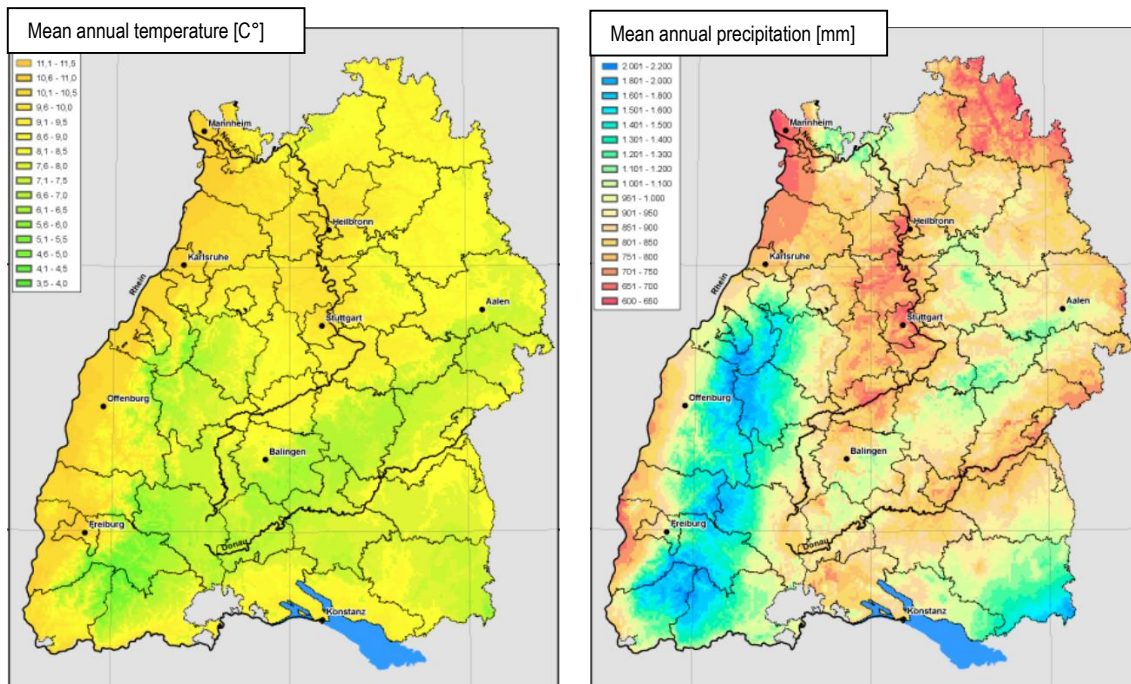 Mean annual temperature [C°]
11,1 - 11,5
10,6 - 11,0
10,1 - 10,5
9,6 - 10,0
9,1 - 9,5
8,6 - 9,0
8,1 - 8,5
7,6 - 8,0
7,1 - 7,5
6,6 - 7,0
6,1 - 6,5
5,6 - 6,0
5,1 - 5,5
4,6 - 5,0
4,1 - 4,5
3,5 - 4,0
Mannheim
Neckar
Heilbronn
Karlsruhe
Rhein
Aalen
Stuttgart
Offenburg
Balingen
Freiburg
Donau
Konstanz
Mean annual precipitation [mm]
2.001 - 2.200
1.801 - 2.000
1.601 - 1.800
1.501 - 1.600
1.401 - 1.500
1.301 - 1.400
1.201 - 1.300
1.101 - 1.200
1.001 - 1.100
951 - 1.000
901 - 950
851 - 900
801 - 850
751 - 800
701 - 750
651 - 700
600 - 650
Mannheim
Neckar
Heilbronn
Karlsruhe
Rhein
Aalen
Stuttgart
Offenburg
Balingen
Freiburg
Donau
Konstanz